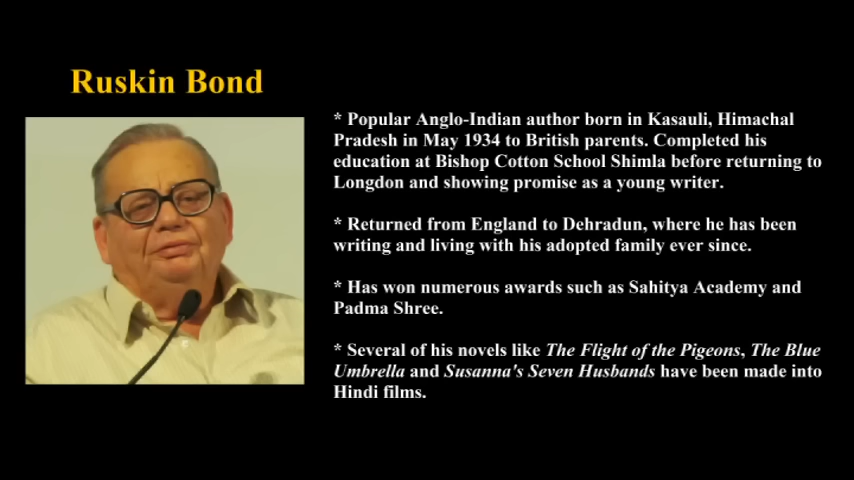 Ruskin Bond
* Popular Anglo-Indian author born in Kasauli, Himachal
Pradesh in May 1934 to British parents. Completed his
education at Bishop Cotton School Shimla before returning to
Longdon and showing promise as a young writer.
* Returned from England to Dehradun, where he has been
writing and living with his adopted family ever since.
* Has won numerous awards such as Sahitya Academy and
Padma Shree.
* Several of his novels like The Flight of the Pigeons, The Blue
Umbrella and Susanna's Seven Husbands have been made into
Hindi films.